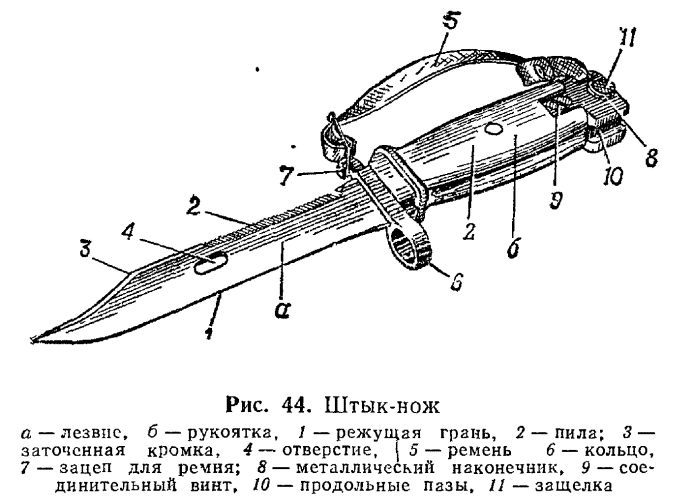 5
11
7
2
4
3
8
10
9
2
б
6
а
1
Рис. 44. Штык-нож
а — лезвие, б — рукоятка, 1 — режущая грань, 2 — пила; 3 —
заточенная кромка, 4 — отверстие, 5 — ремень 6 — кольцо,
7 — зацеп для ремня; 8 — металлический наконечник, 9 — сое-
динительный винт, 10 — продольные пазы, 11 — защелка